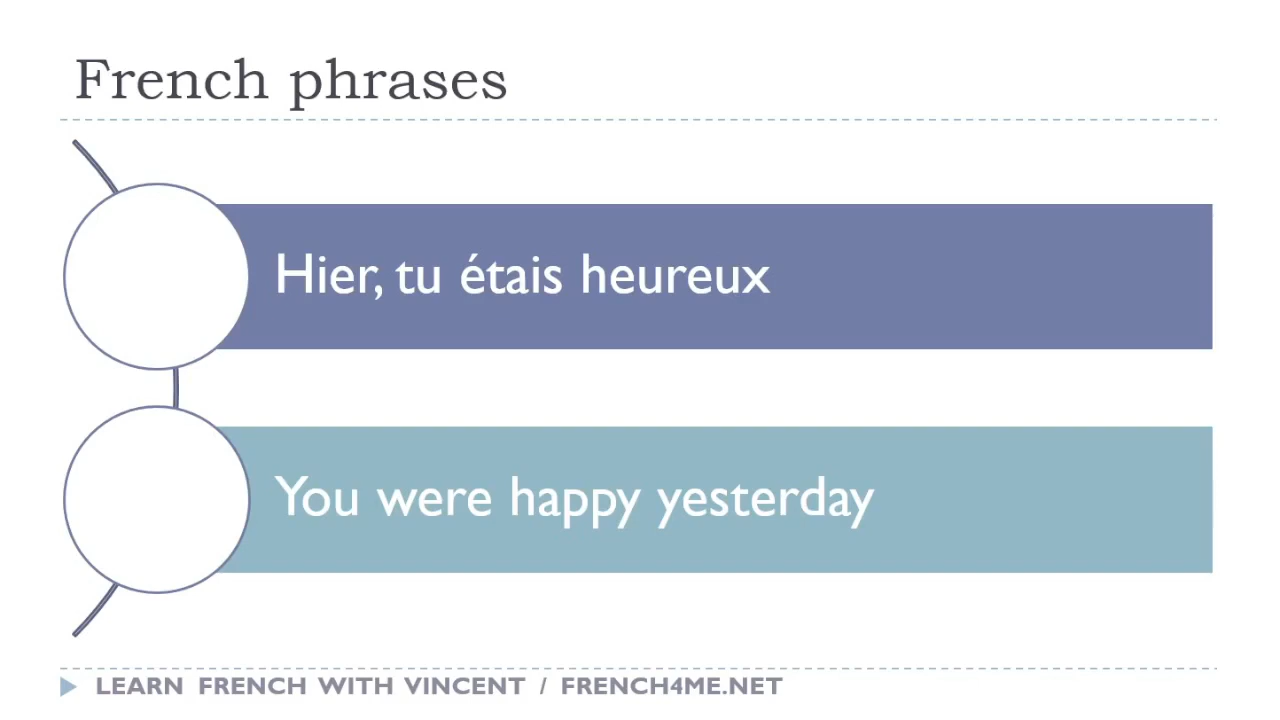 French phrases
Hier, tu étais heureux
You were happy yesterday
LEARN FRENCH WITH VINCENT / FRENCH4ME.NET